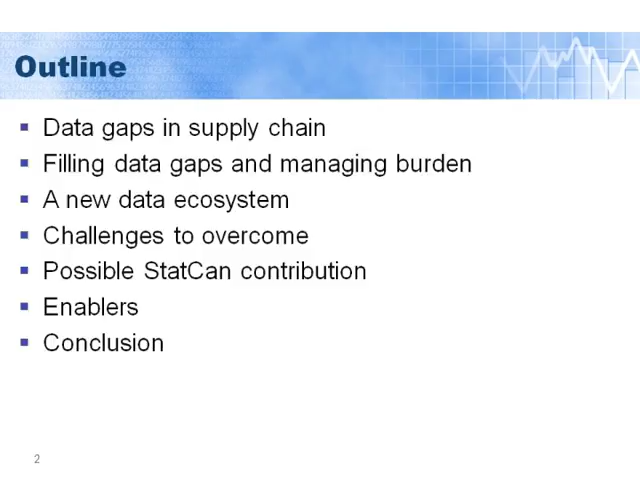 Outline
Data gaps in supply chain
Filling data gaps and managing burden
A new data ecosystem
Challenges to overcome
Possible StatCan contribution
Enablers
Conclusion
2